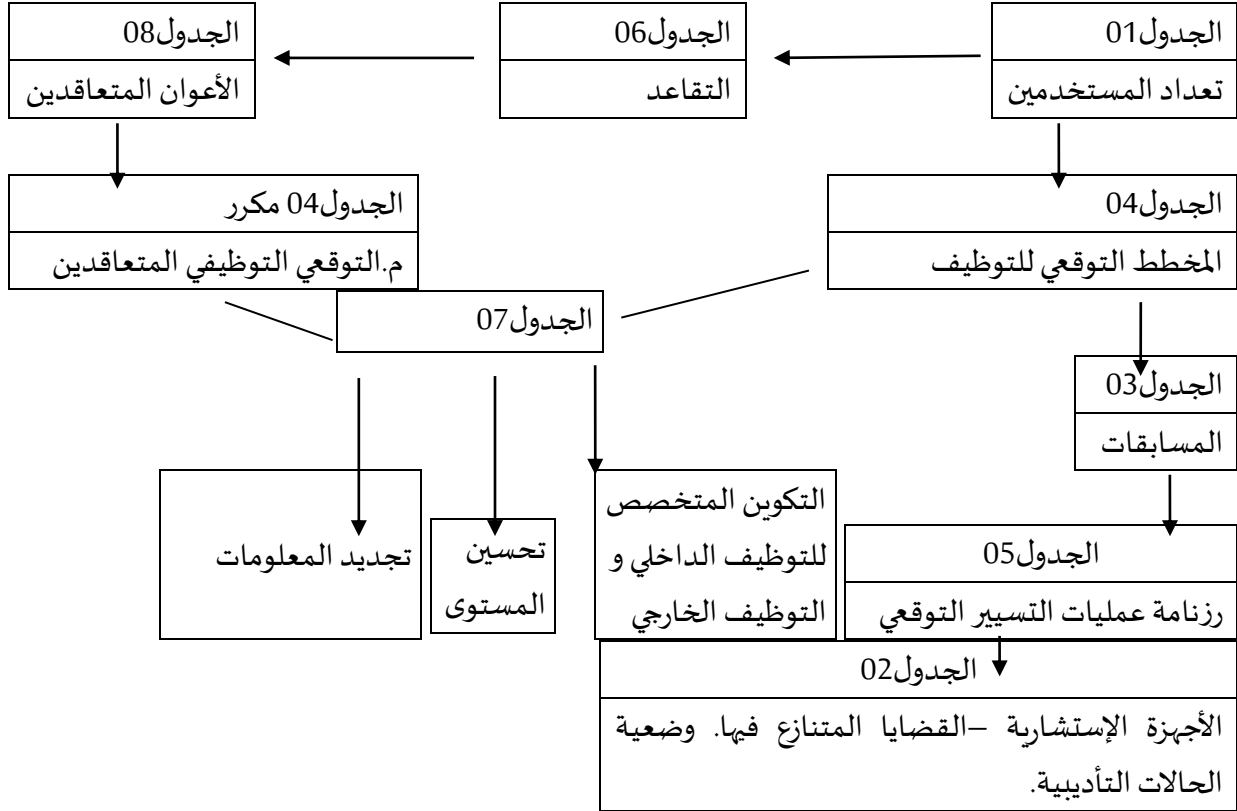 الجدول01
تعداد المستخدمين
الجدول06
التقاعد
الجدول08
الأعوان المتعاقدين
الجدول04
المخطط التوقعي للتوظيف
الجدول04 مكرر
م.التوقعي التوظيفي المتعاقدين
الجدول07
الجدول03
المسابقات
التكوين المتخصص
للتوظيف الداخلي و
التوظيف الخارجي
تحسين
المستوى
تجديد المعلومات
الجدول05
رزنامة عمليات التسيير التوقعي
الجدول02
الأجهزة الإستشارية –القضايا المتنازع فيها. وضعية
الحالات التأديبية.